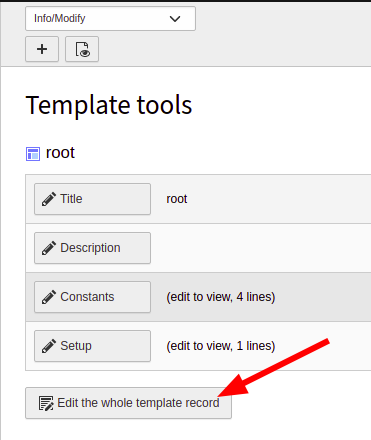 Info/Modify
Template tools
root
Title root
Description
Constants (edit to view, 4 lines)
Setup (edit to view, 1 lines)
Edit the whole template record